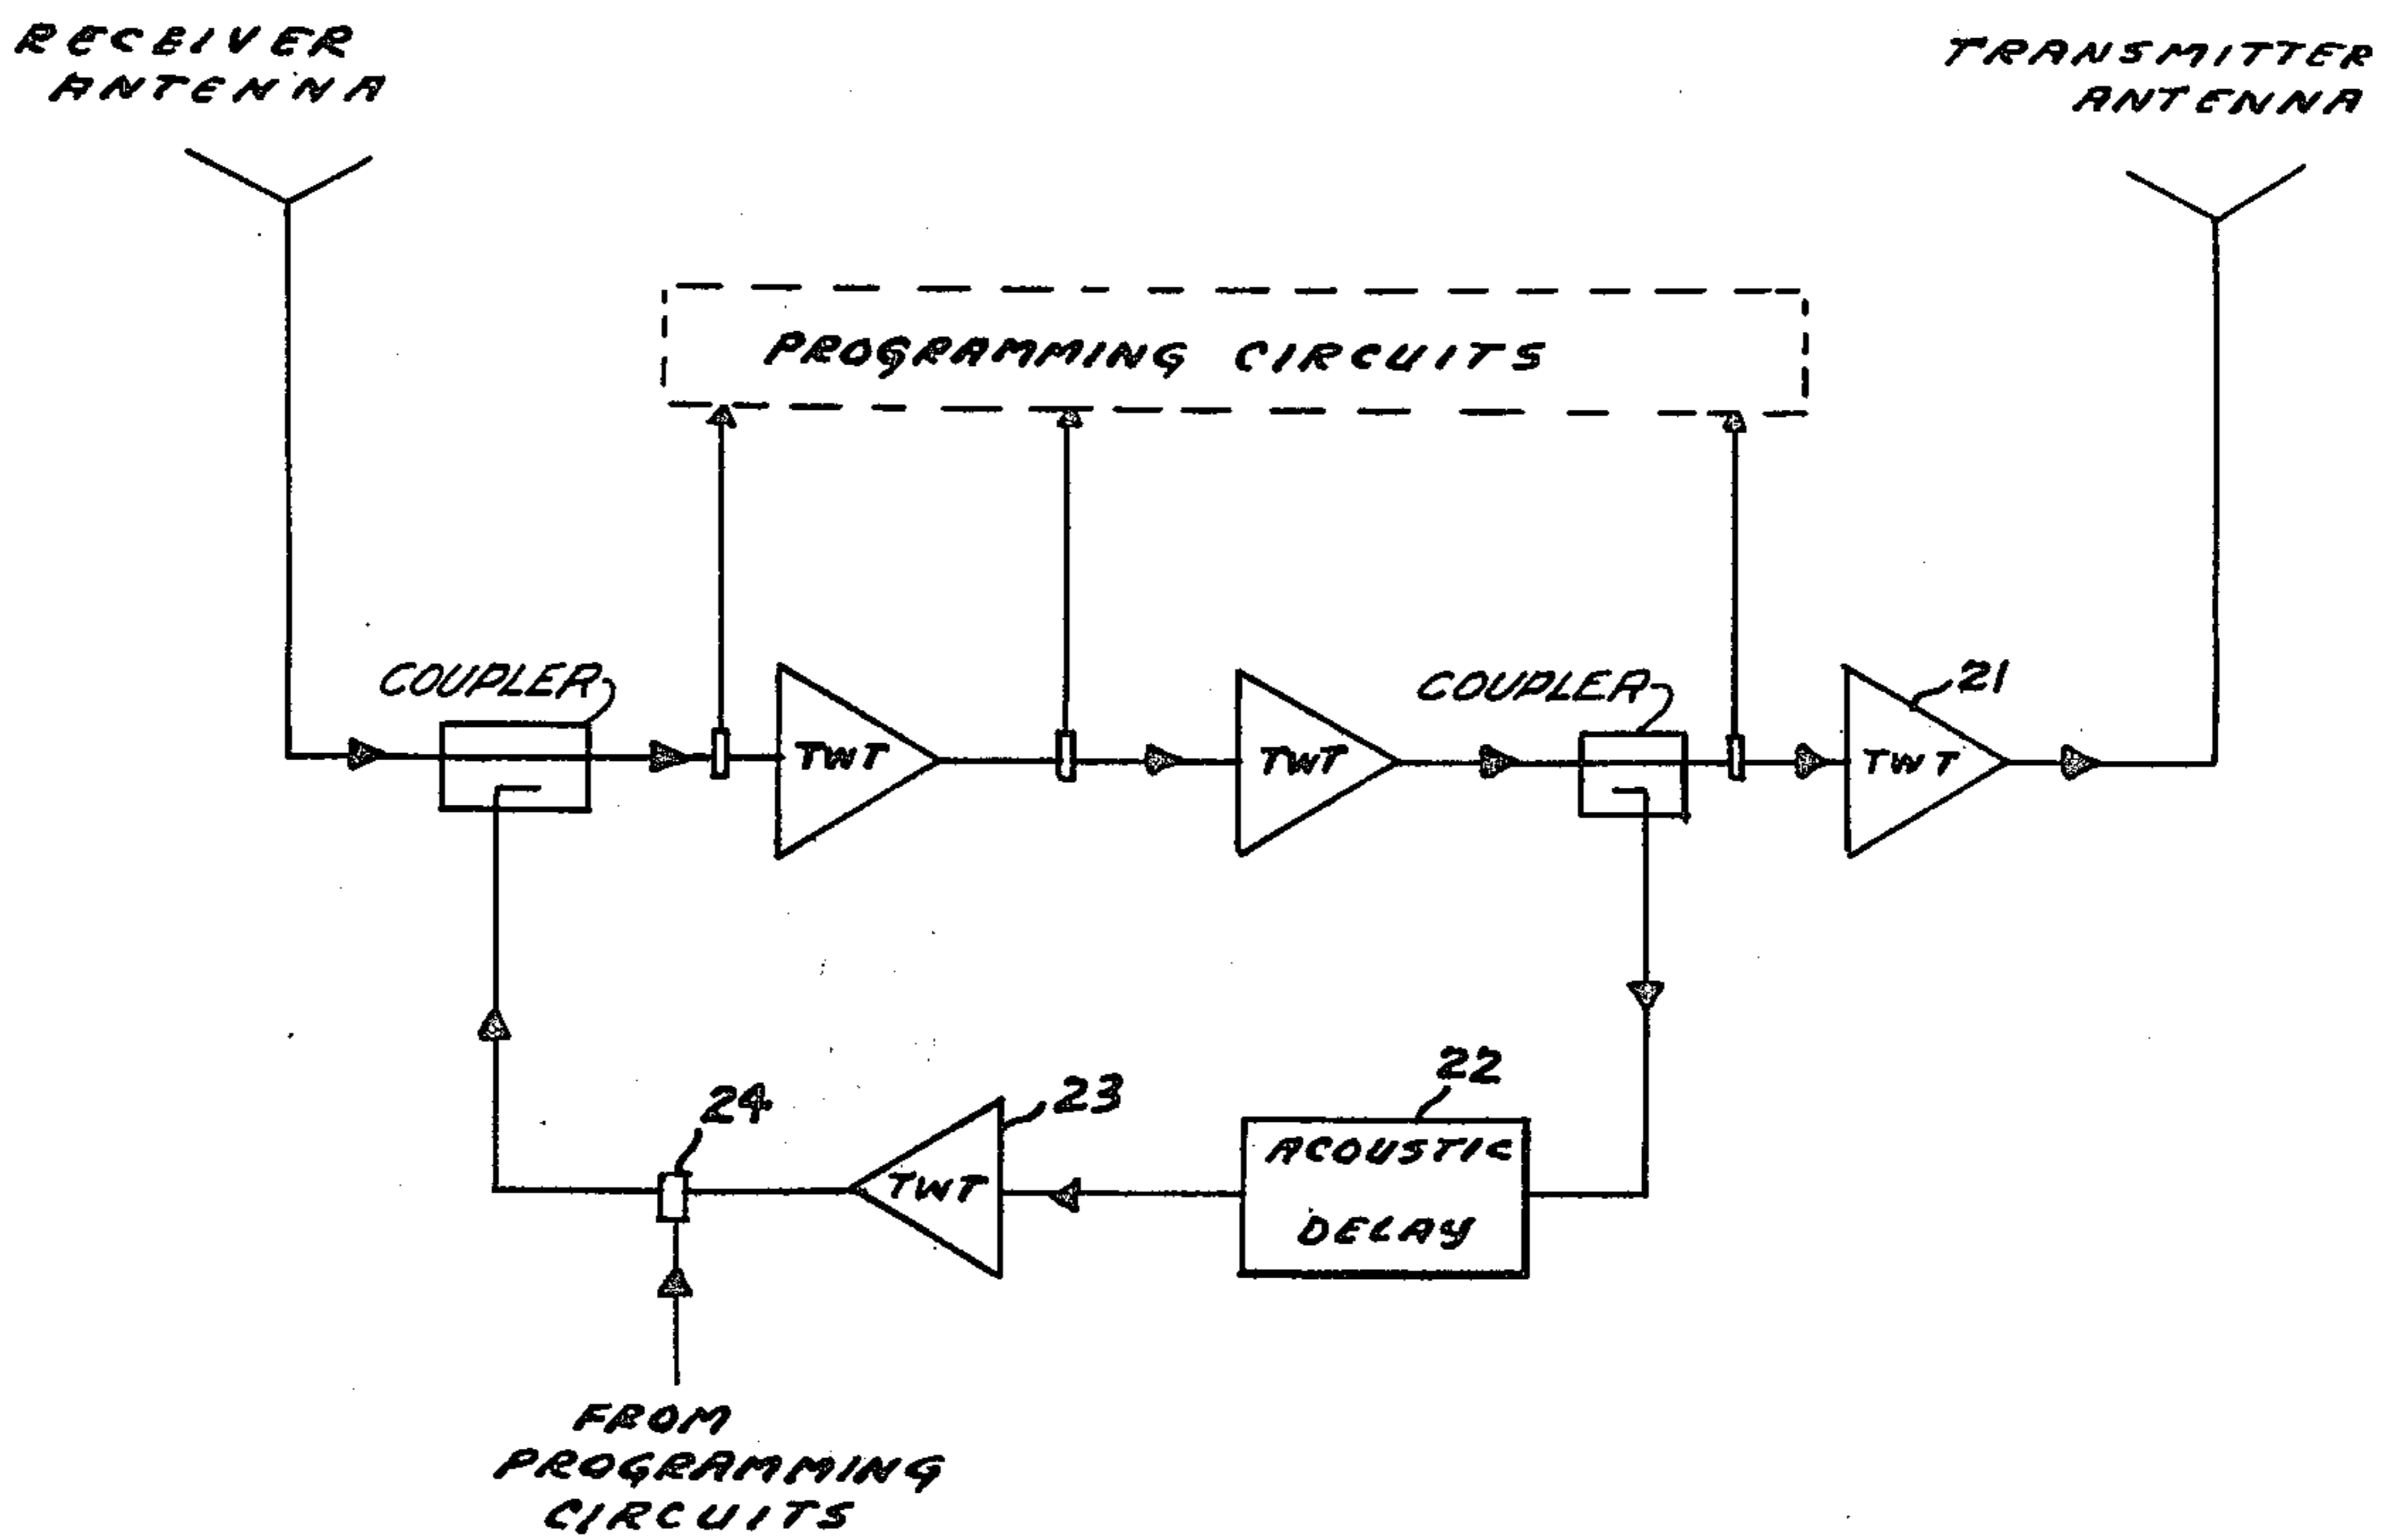 RECEIVER
ANTENNA
TRANSMITTER
ANTENNA
PROGRAMMING CIRCUITS
COUPLER
COUPLER
21
TWT
TWT
TWT
22
23
24
ACOUSTIC
DELAY
TWT
FROM
PROGRAMMING
CIRCUITS